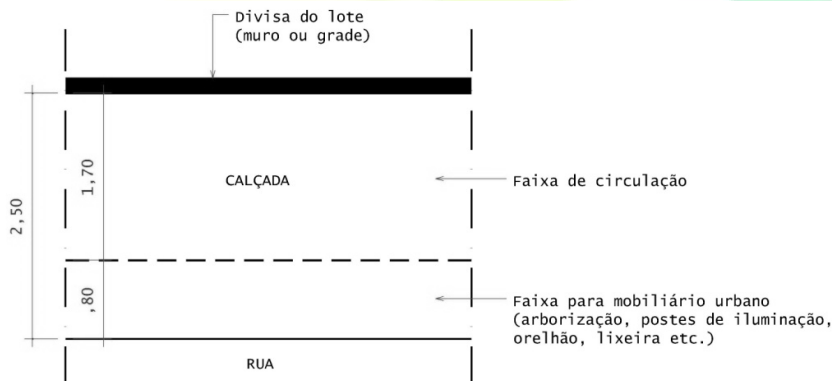 Divisa do lote
(muro ou grade)
2,50
1,70
CALÇADA
Faixa de circulação
,80
Faixa para mobiliário urbano
(arborização, postes de iluminação,
orelhão, lixeira etc.)
RUA